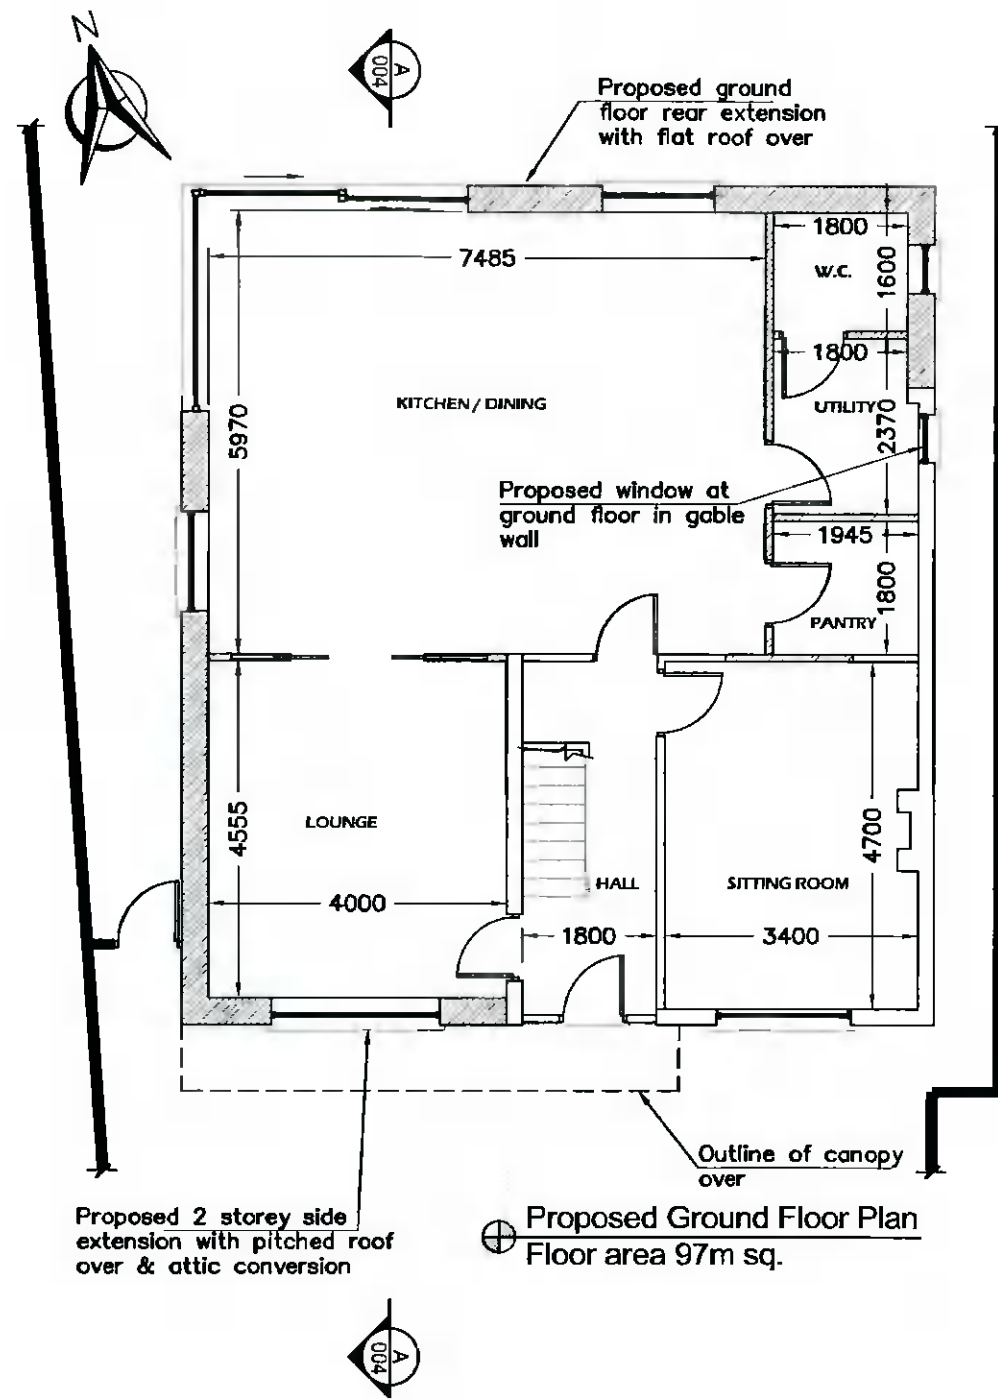 N
A
004
Proposed ground
floor rear extension
with flat roof over
1800
7485
W.C.
1600
1800
KITCHEN / DINING
UTILITY
5970
2370
Proposed window at
ground floor in gable
wall
1945
1800
PANTRY
4555
LOUNGE
4700
HALL
SITTING ROOM
4000
1800
3400
Outline of canopy
over
Proposed 2 storey side
extension with pitched roof
over & attic conversion
Proposed Ground Floor Plan
Floor area 97m sq.
A
004